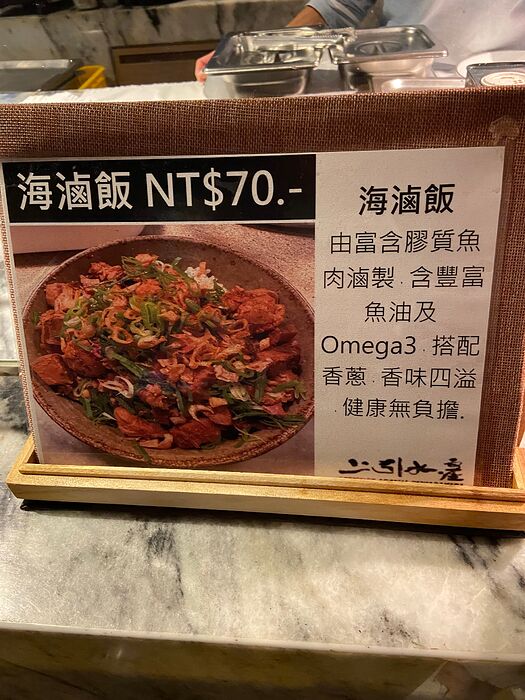 海滷飯 NT$70.-
海滷飯
由富含膠質魚
肉滷製﹒含豐富
魚油及
Omega3﹒搭配
香蔥﹒香味四溢
﹒健康無負擔.
上引水產